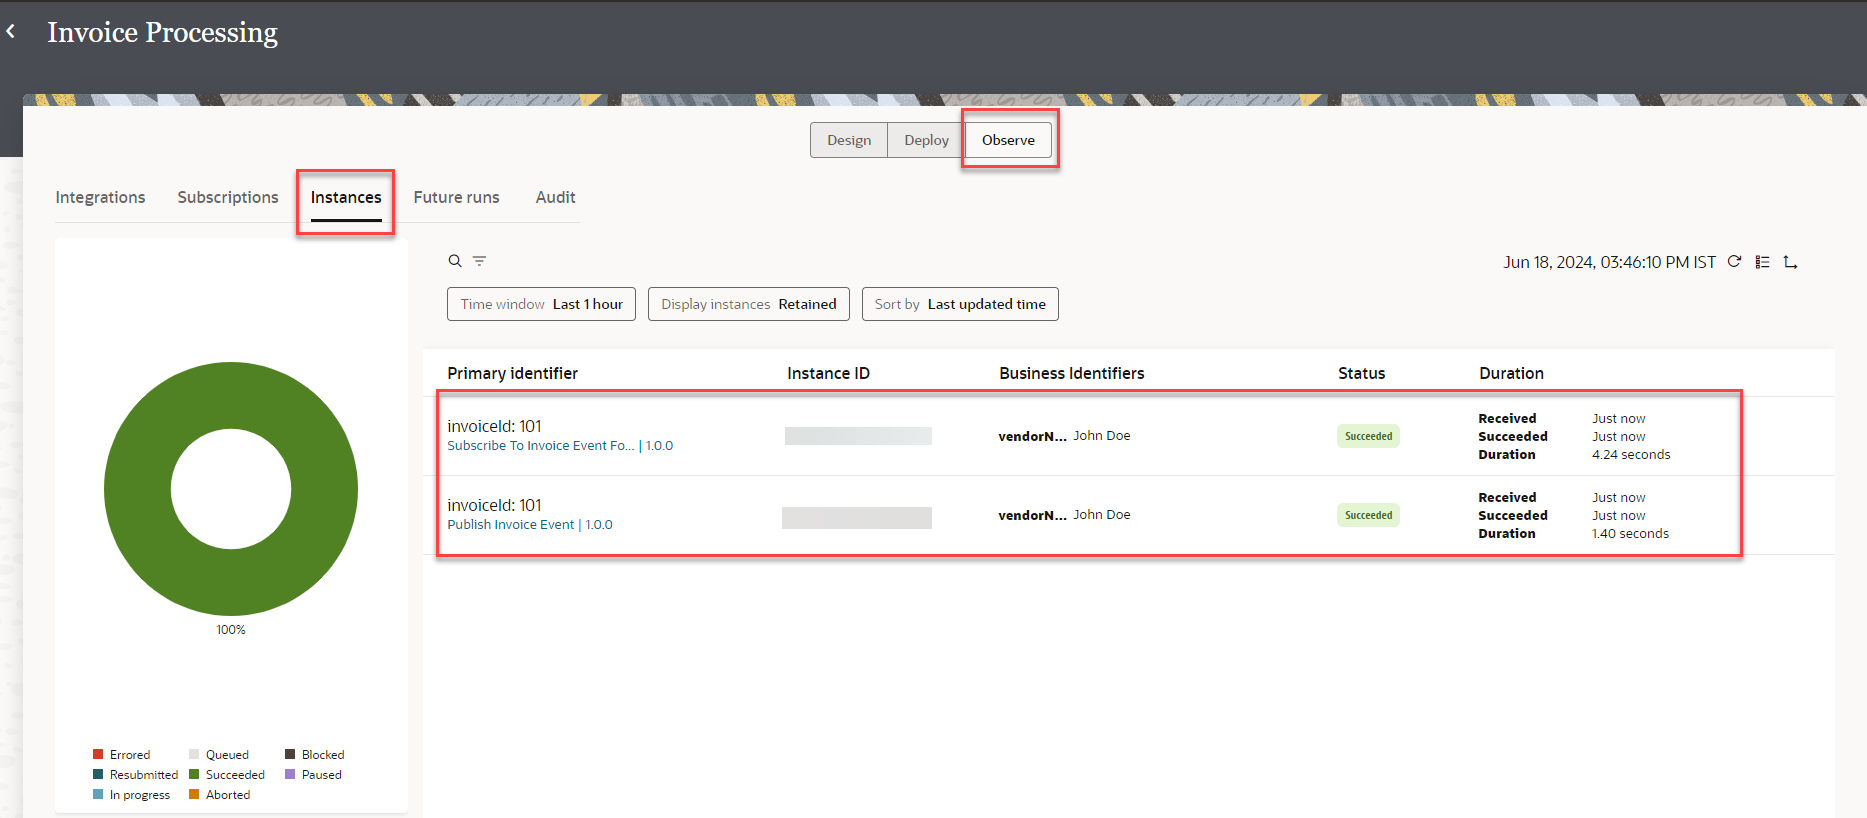 Invoice Processing
Design Deploy Observe
Integrations Subscriptions Instances Future runs Audit
Jun 18, 2024, 03:46:10 PM IST
Time window Last 1 hour Display instances Retained Sort by Last updated time
Primary identifier Instance ID Business Identifiers Status Duration
invoiceId: 101
Subscribe To Invoice Event Fo... | 1.0.0
vendorN... John Doe
Succeeded
Received Just now
Succeeded Just now
Duration 4.24 seconds
invoiceId: 101
Publish Invoice Event | 1.0.0
vendorN... John Doe
Succeeded
Received Just now
Succeeded Just now
Duration 1.40 seconds
100%
Errored Queued Blocked
Resubmitted Succeeded Paused
In progress Aborted